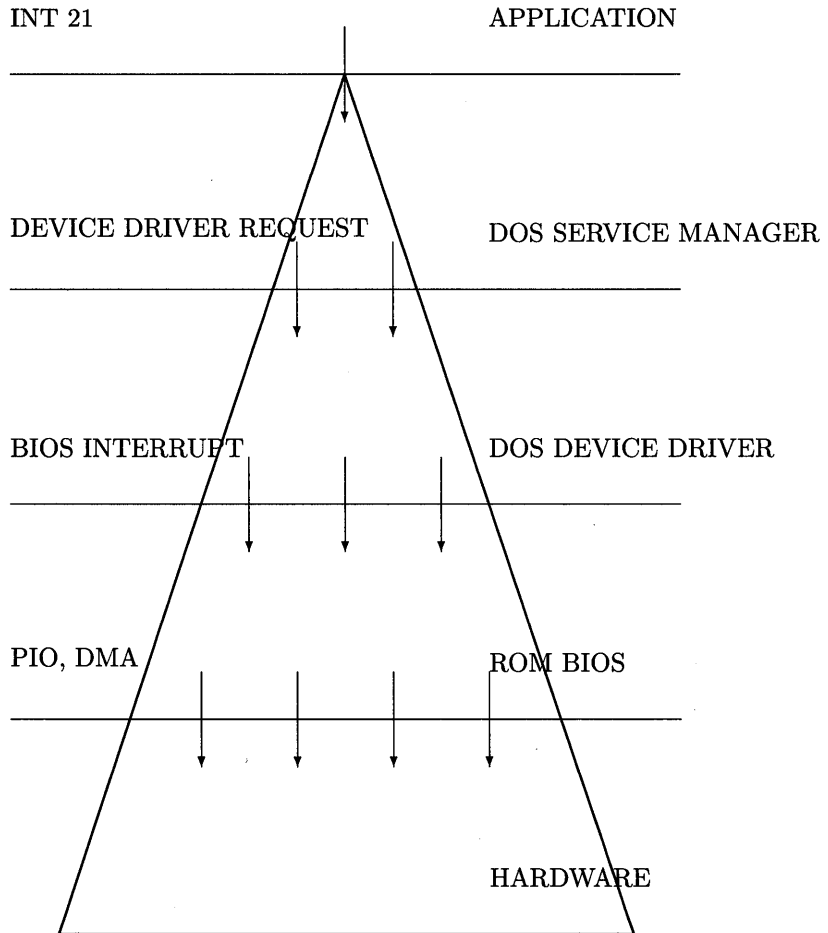 INT 21 APPLICATION
DEVICE DRIVER REQUEST DOS SERVICE MANAGER
BIOS INTERRUPT DOS DEVICE DRIVER
PIO, DMA ROM BIOS
HARDWARE